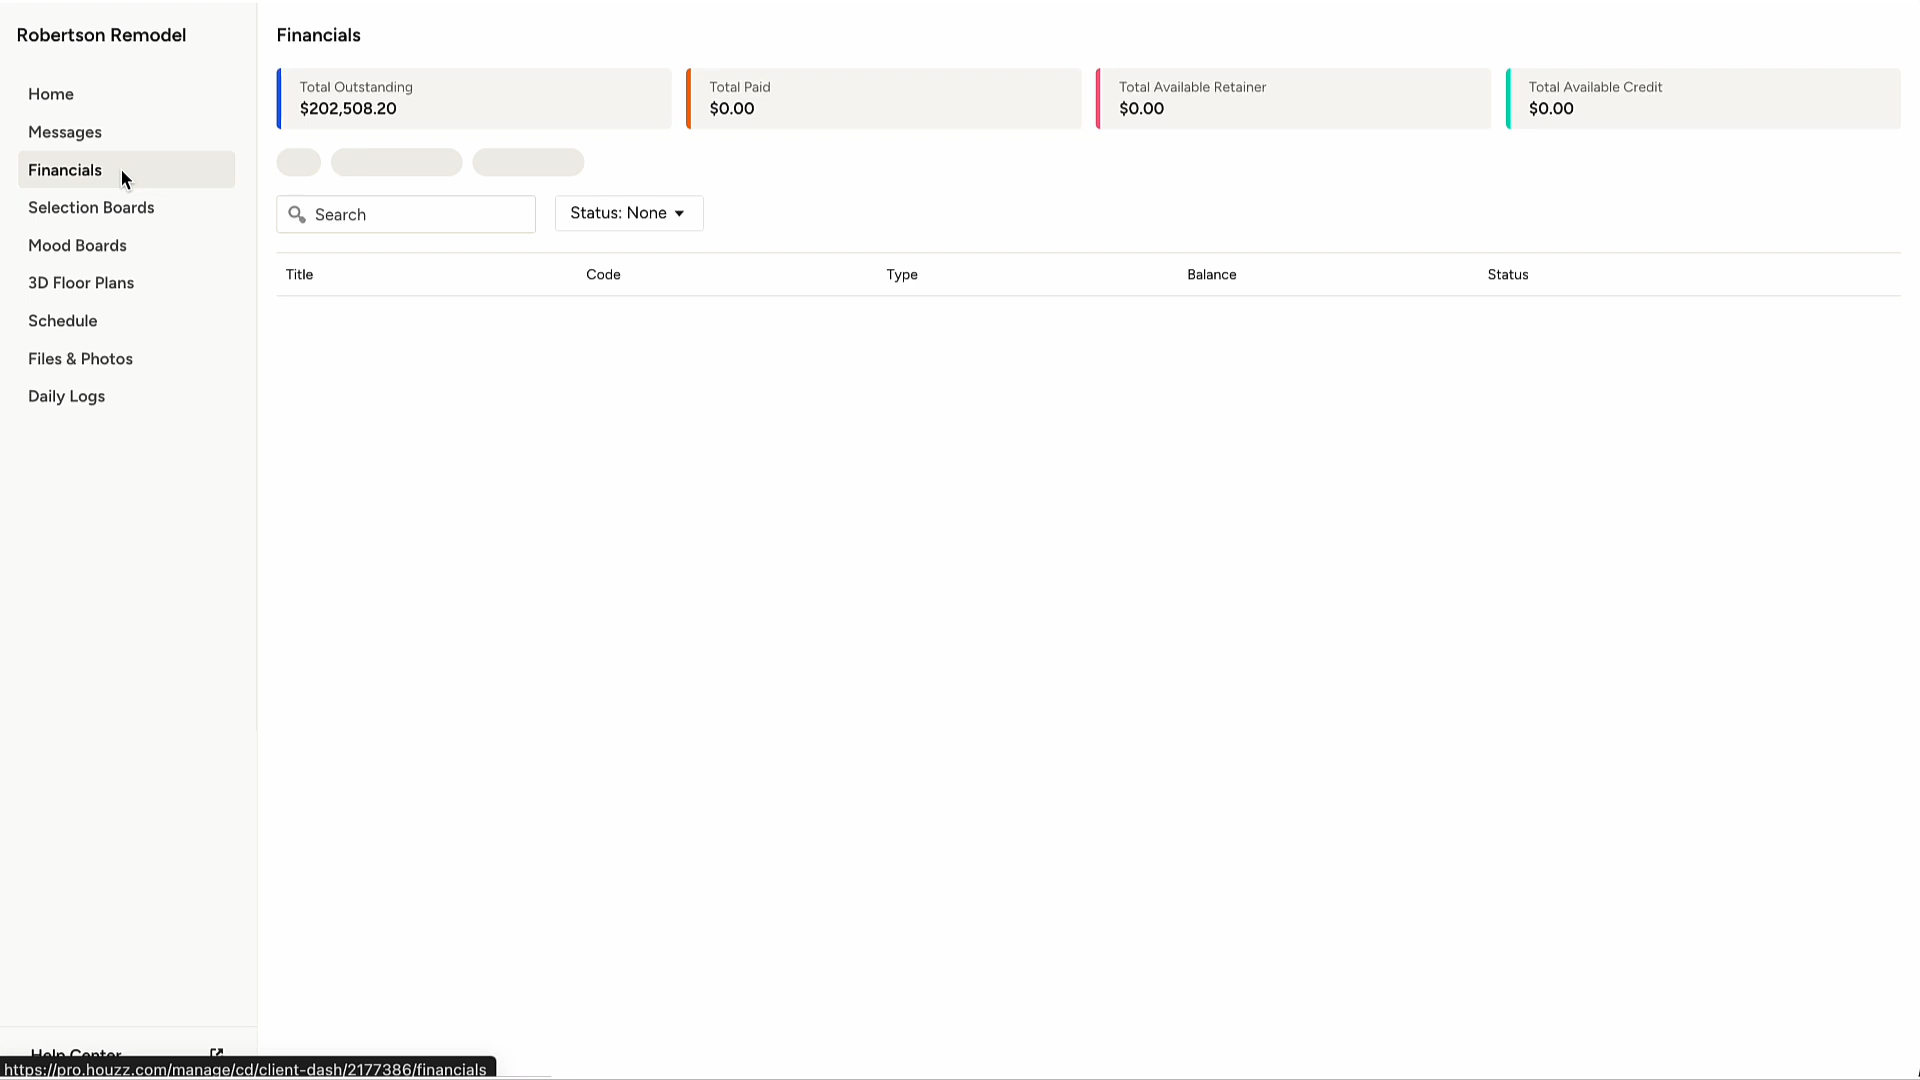 Robertson Remodel
Home
Messages
Financials
Selection Boards
Mood Boards
3D Floor Plans
Schedule
Files & Photos
Daily Logs
Help Center
https://pro.houzz.com/manage/cd/client-dash/2177386/financials
Financials
Total Outstanding
$202,508.20
Total Paid
$0.00
Total Available Retainer
$0.00
Total Available Credit
$0.00
Search
Status: None
Title Code Type Balance Status